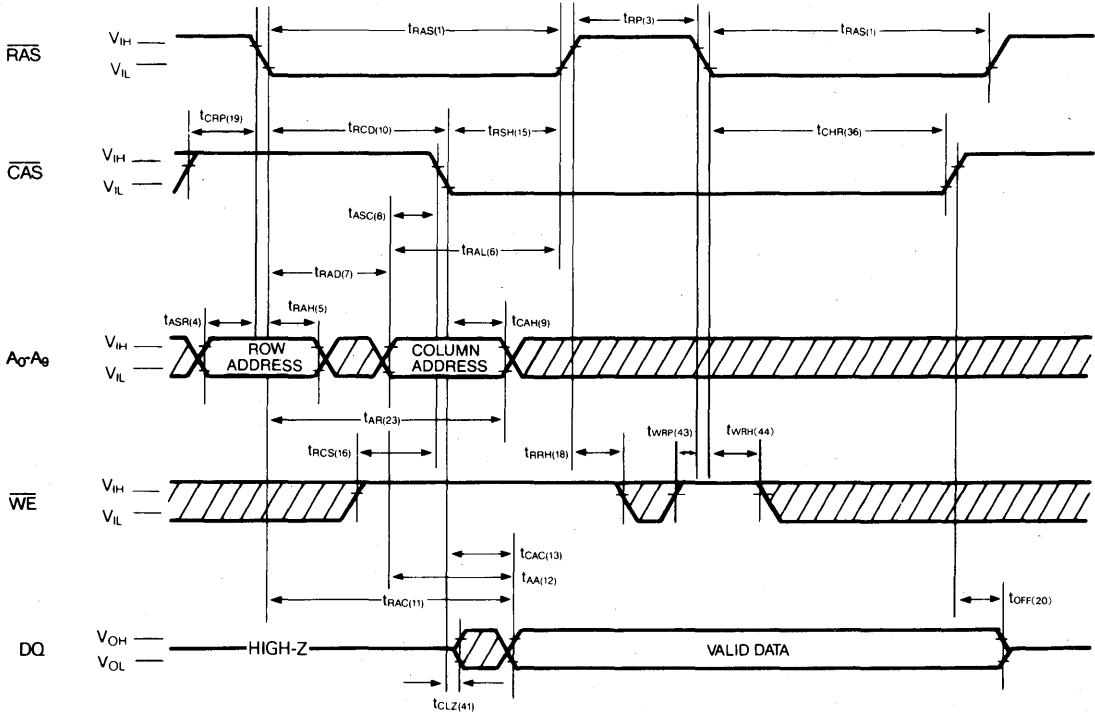 tRAS(1)
tRP(3)
tRAS(1)
RAS
VIH
VIL
tCRP(19)
tRCD(10)
tRSH(15)
tCHR(36)
CAS
VIH
VIL
tASC(8)
tRAL(6)
tRAD(7)
tASR(4)
tRAH(5)
tCAH(9)
A0-A9
VIH
VIL
ROW ADDRESS
COLUMN ADDRESS
tAR(23)
tRCS(16)
tRRH(18)
tWRP(43)
tWRH(44)
WE
VIH
VIL
tCAC(13)
tAA(12)
tRAC(11)
tOFF(20)
DQ
VOH
VOL
HIGH-Z
VALID DATA
tCLZ(41)